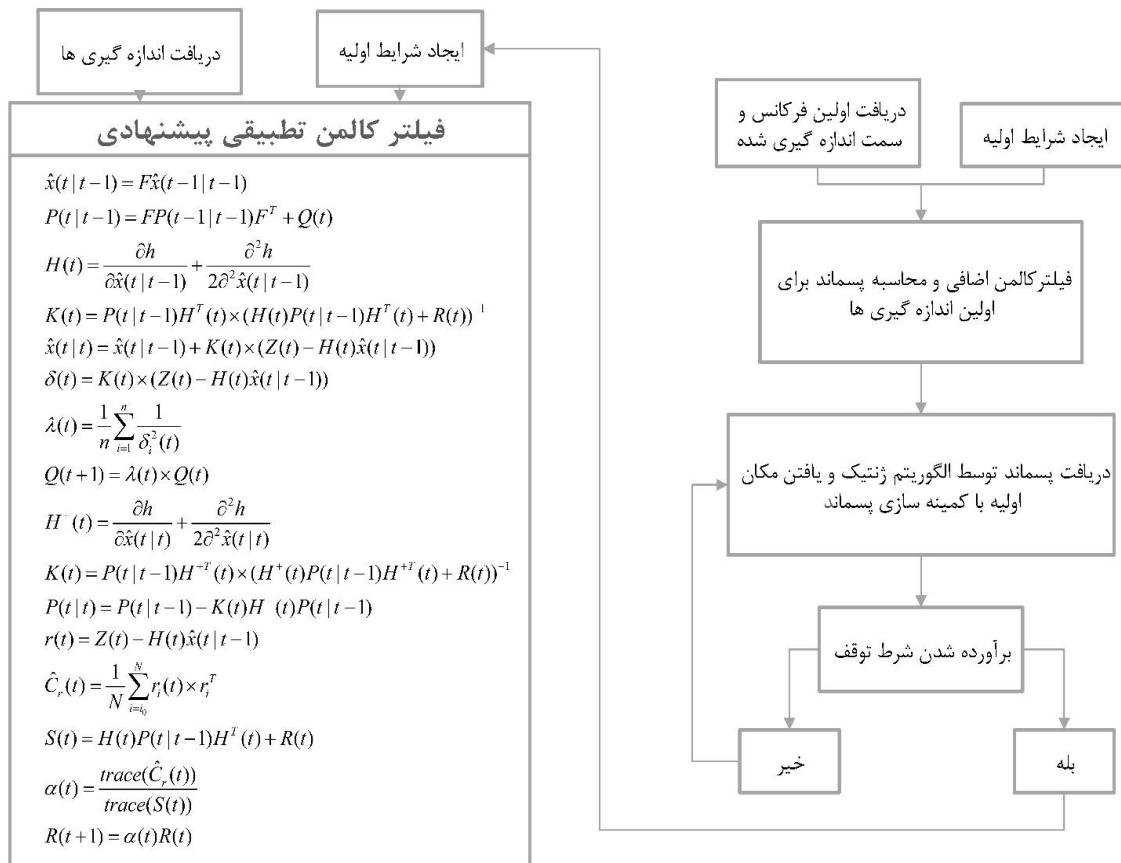 دریافت اندازه گیری ها
ایجاد شرایط اولیه
فیلتر کالمن تطبیقی پیشنهادی
x̂(t|t−1) = Fx̂(t−1|t−1)
P(t|t−1) = FP(t−1|t−1)F^T + Q(t)
H(t) = ∂h/∂x̂(t|t−1) + ∂²h/2∂²x̂(t|t−1)
K(t) = P(t|t−1)H^T(t)×(H(t)P(t|t−1)H^T(t) + R(t))^−1
x̂(t|t) = x̂(t|t−1) + K(t)×(Z(t) − H(t)x̂(t|t−1))
δ(t) = K(t)×(Z(t) − H(t)x̂(t|t−1))
λ̂(t) = 1/n ∑_{i=1}^{n} 1/δ_i²(t)
Q(t+1) = λ̂(t)×Q(t)
H^+(t) = ∂h/∂x̂(t|t) + ∂²h/2∂²x̂(t|t)
K(t) = P(t|t−1)H^{+T}(t)×(H^+(t)P(t|t−1)H^{+T}(t) + R(t))^−1
P(t|t) = P(t|t−1) − K(t)H^+(t)P(t|t−1)
r(t) = Z(t) − H(t)x̂(t|t−1)
Ĉ_r(t) = 1/N ∑_{i=i_0}^{N} r_i(t)×r_i^T
S(t) = H(t)P(t|t−1)H^T(t) + R(t)
α(t) = trace(Ĉ_r(t))/trace(S(t))
R(t+1) = α(t)R(t)
دریافت اولین فرکانس و
سمت اندازه گیری شده
ایجاد شرایط اولیه
فیلترکالمن اضافی و محاسبه پسماند برای
اولین اندازه گیری ها
دریافت پسماند توسط الگوریتم ژنتیک و یافتن مکان
اولیه با کمینه سازی پسماند
برآورده شدن شرط توقف
خیر
بله